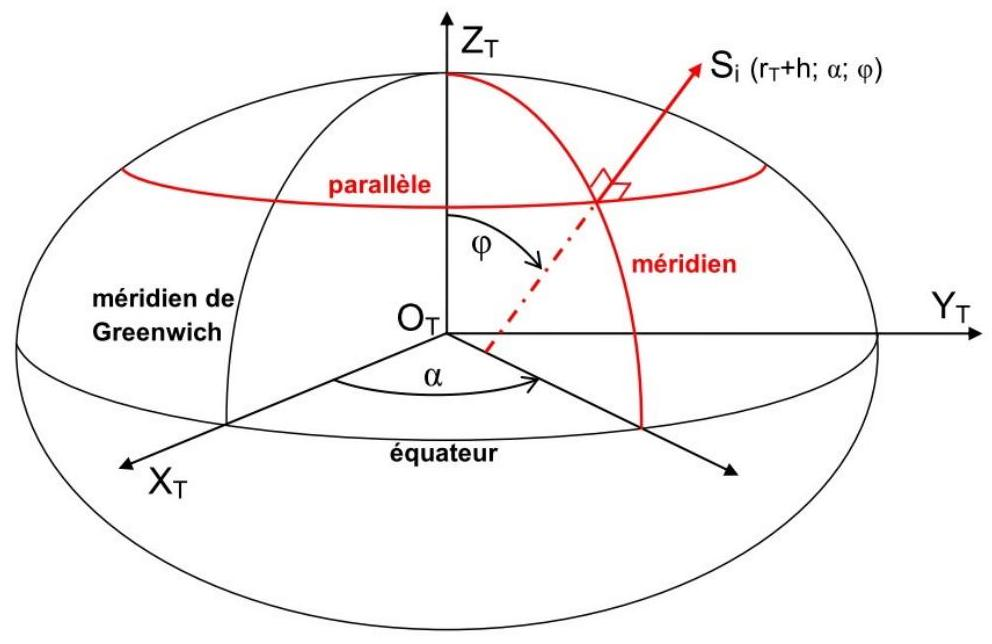 Z_T
S_i (r_T+h; α; φ)
parallèle
φ
méridien
méridien de
Greenwich
O_T
Y_T
α
équateur
X_T